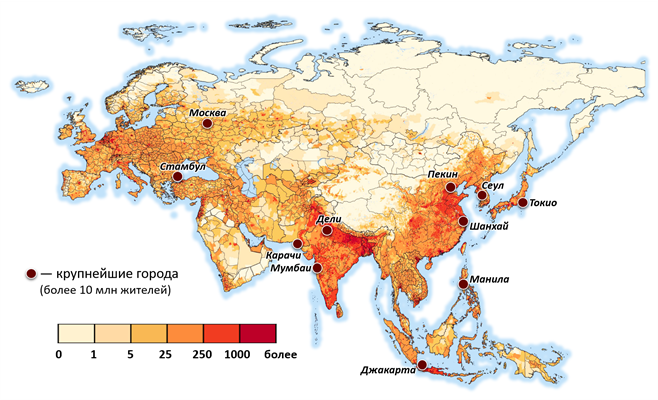 Москва
Стамбул
Пекин
Сеул
Токио
Дели
Шанхай
Карачи
Мумбаи
— крупнейшие города
(более 10 млн жителей)
Манила
0 1 5 25 250 1000 более
Джакарта